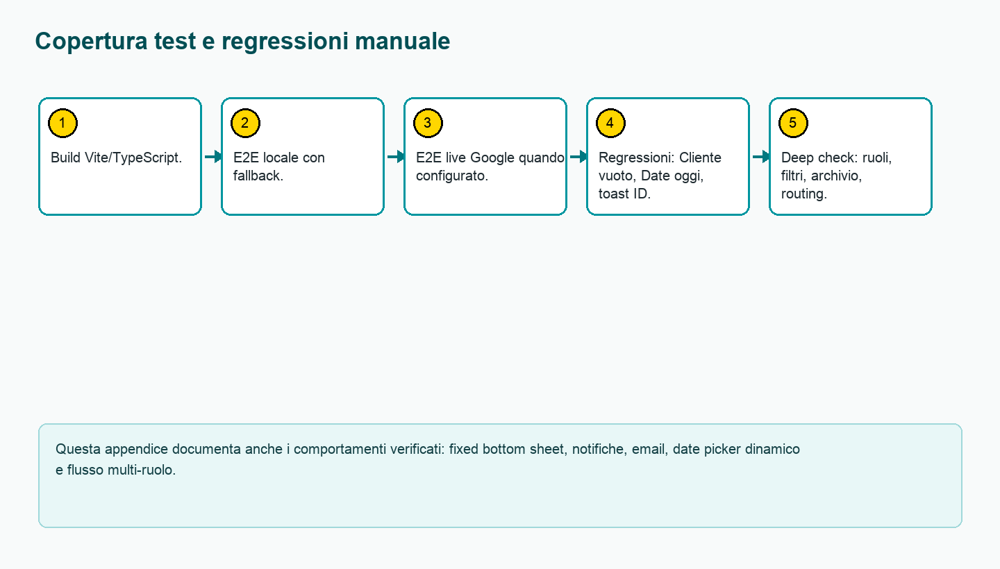 Copertura test e regressioni manuale
1
Build Vite/TypeScript.
2
E2E locale con
fallback.
3
E2E live Google quando
configurato.
4
Regressioni: Cliente
vuoto, Date oggi,
toast ID.
5
Deep check: ruoli,
filtri, archivio,
routing.
Questa appendice documenta anche i comportamenti verificati: fixed bottom sheet, notifiche, email, date picker dinamico
e flusso multi-ruolo.